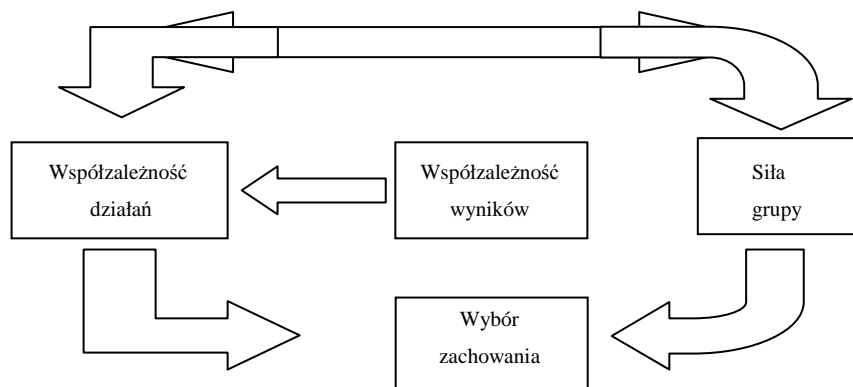 Współzależność
działań
Współzależność
wyników
Siła
grupy
Wybór
zachowania